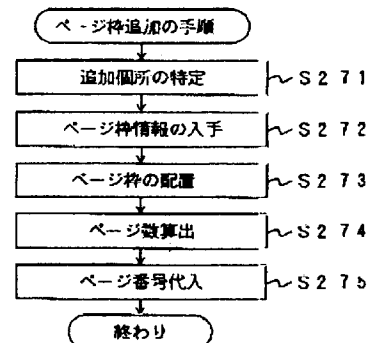 ページ枠追加の手順
追加個所の特定 S271
ページ枠情報の入手 S272
ページ枠の配置 S273
ページ数算出 S274
ページ番号代入 S275
終わり